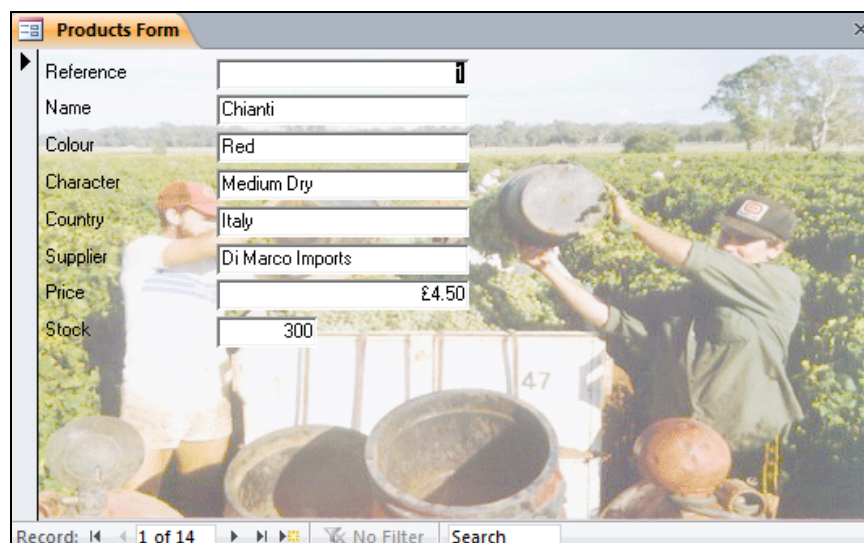 Products Form
Reference 1
Name Chianti
Colour Red
Character Medium Dry
Country Italy
Supplier Di Marco Imports
Price £4.50
Stock 300
47
Record: 1 of 14 No Filter Search